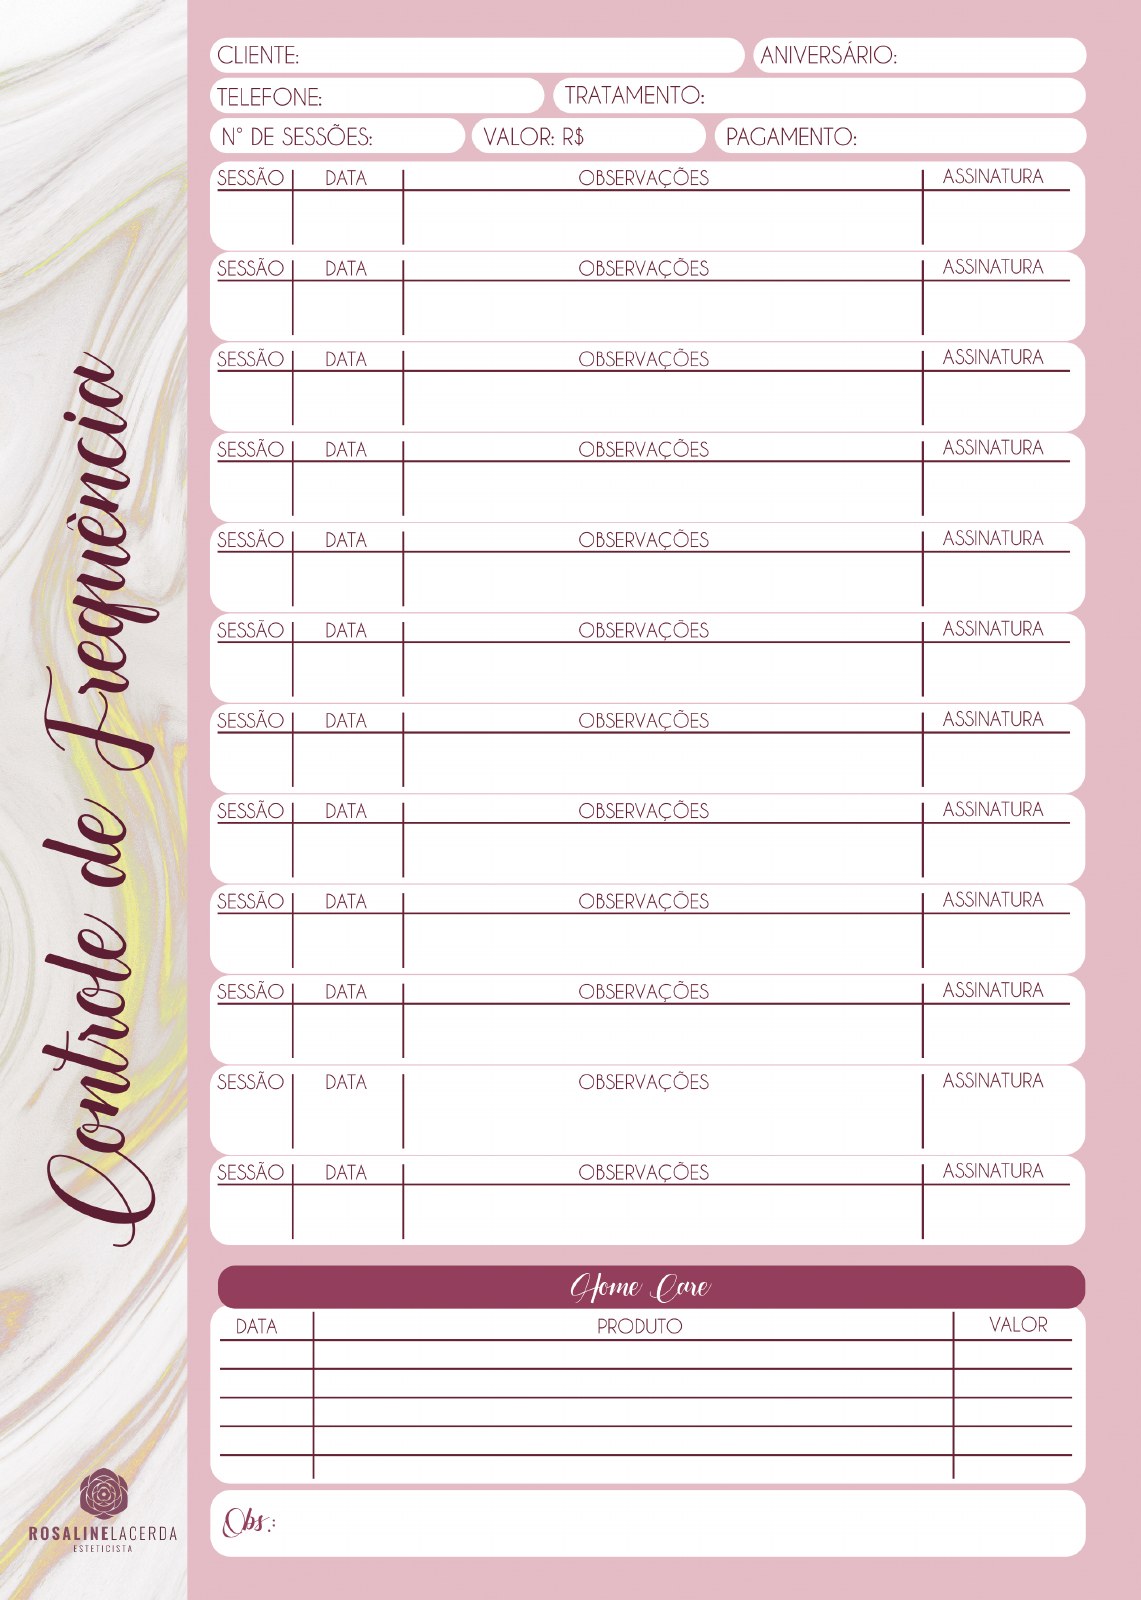 Controle de Frequência
CLIENTE: ANIVERSÁRIO:
TELEFONE: TRATAMENTO:
N° DE SESSÕES: VALOR: R$ PAGAMENTO:
SESSÃO DATA OBSERVAÇÕES ASSINATURA
SESSÃO DATA OBSERVAÇÕES ASSINATURA
SESSÃO DATA OBSERVAÇÕES ASSINATURA
SESSÃO DATA OBSERVAÇÕES ASSINATURA
SESSÃO DATA OBSERVAÇÕES ASSINATURA
SESSÃO DATA OBSERVAÇÕES ASSINATURA
SESSÃO DATA OBSERVAÇÕES ASSINATURA
SESSÃO DATA OBSERVAÇÕES ASSINATURA
SESSÃO DATA OBSERVAÇÕES ASSINATURA
SESSÃO DATA OBSERVAÇÕES ASSINATURA
SESSÃO DATA OBSERVAÇÕES ASSINATURA
SESSÃO DATA OBSERVAÇÕES ASSINATURA
Home Care
DATA PRODUTO VALOR
Obs.:
ROSALINELACERDA
ESTETICISTA